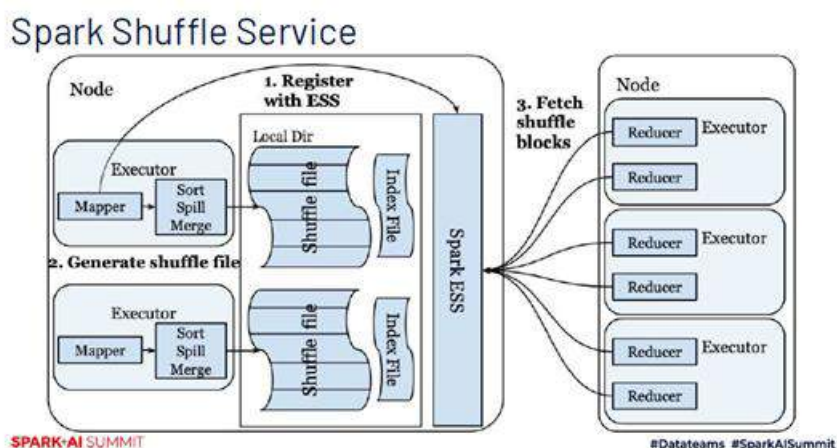 Spark Shuffle Service
Node
1. Register
with ESS
Local Dir
Executor
Mapper
Sort
Spill
Merge
Shuffle file
Index File
2. Generate shuffle file
Executor
Mapper
Sort
Spill
Merge
Shuffle file
Index File
Spark ESS
3. Fetch
shuffle
blocks
Node
Reducer
Executor
Reducer
Reducer
Executor
Reducer
Reducer
Executor
Reducer
SPARK+AI SUMMIT
#Datateams #SparkAISummit